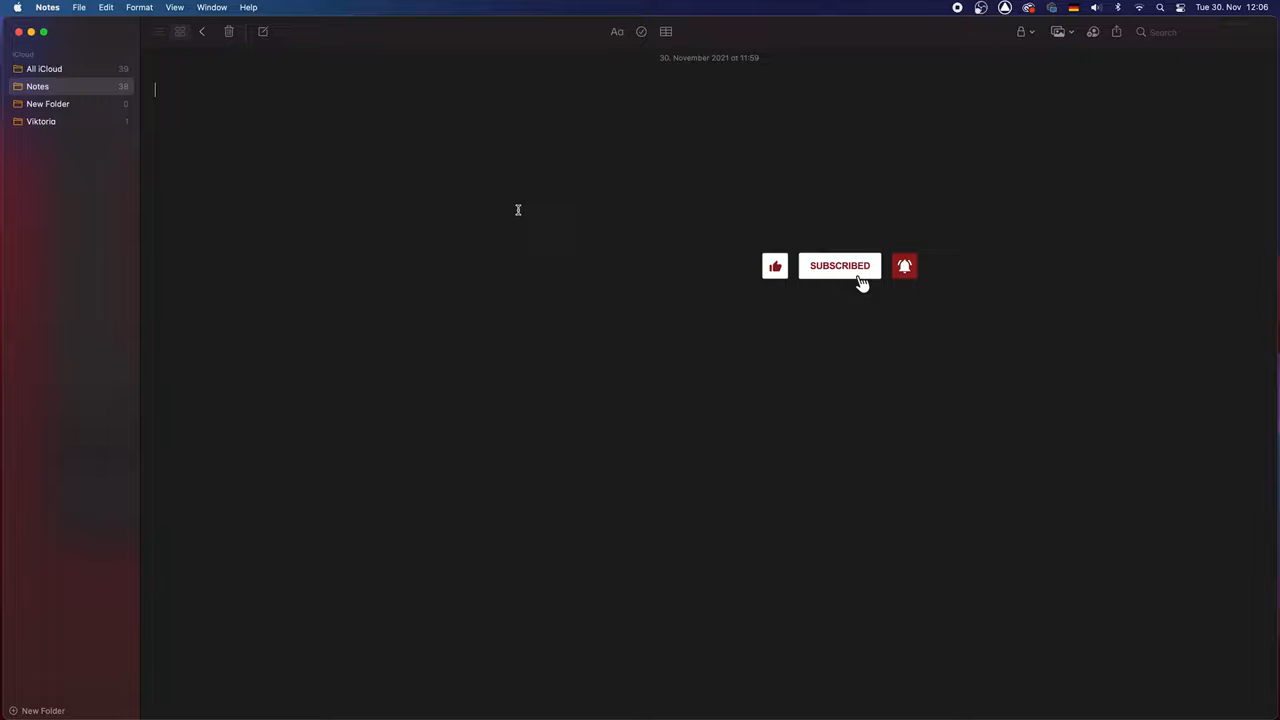 Notes File Edit Format View Window Help Tue 30. Nov 12:06
Aa Search
iCloud
All iCloud 39
Notes 38
New Folder 0
Viktoria 1
30. November 2021 at 11:59
SUBSCRIBED
New Folder